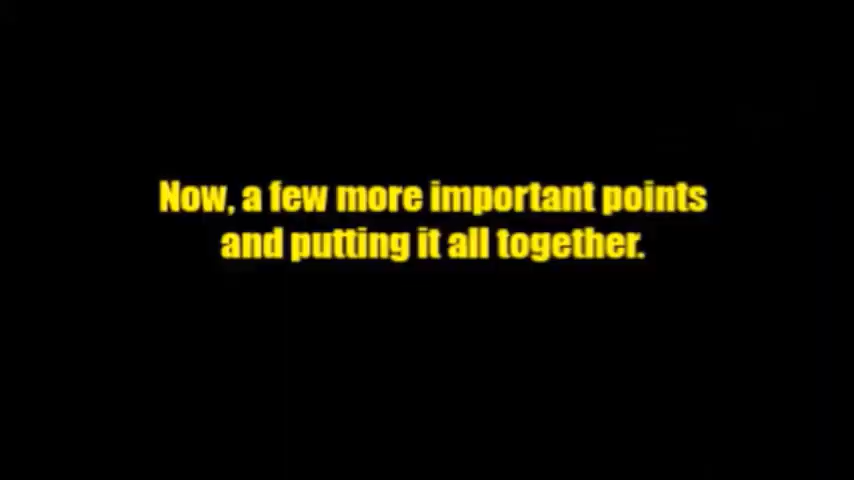 Now, a few more important points
and putting it all together.